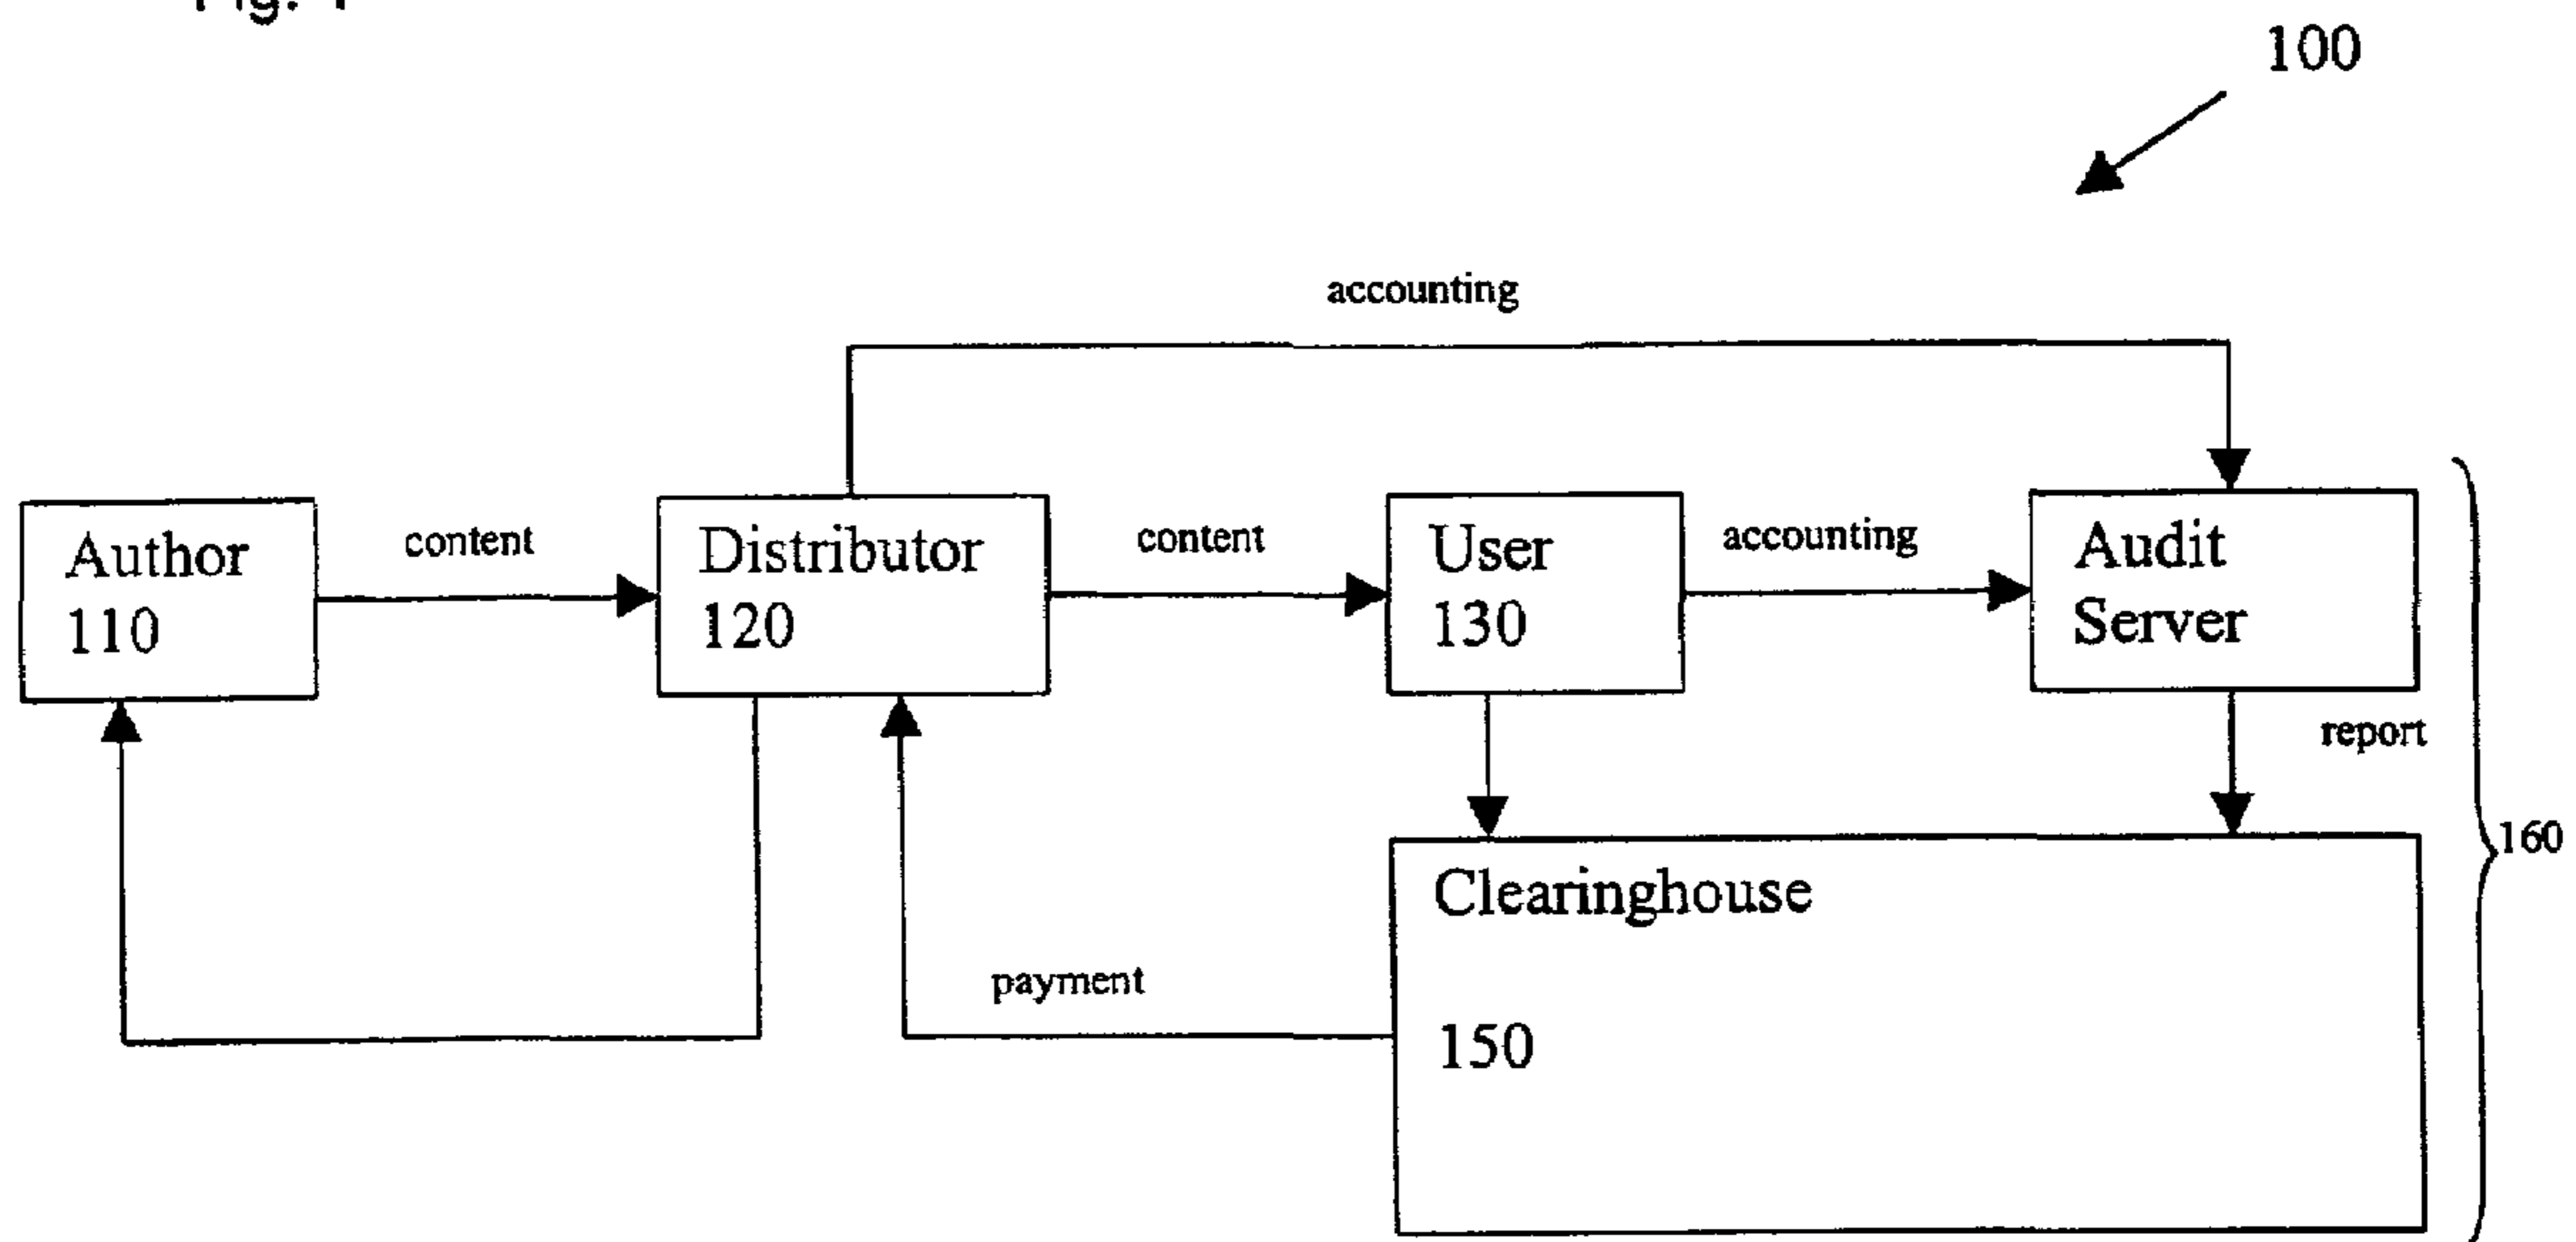 100
accounting
Author
110
content
Distributor
120
content
User
130
accounting
Audit
Server
report
Clearinghouse
150
payment
160